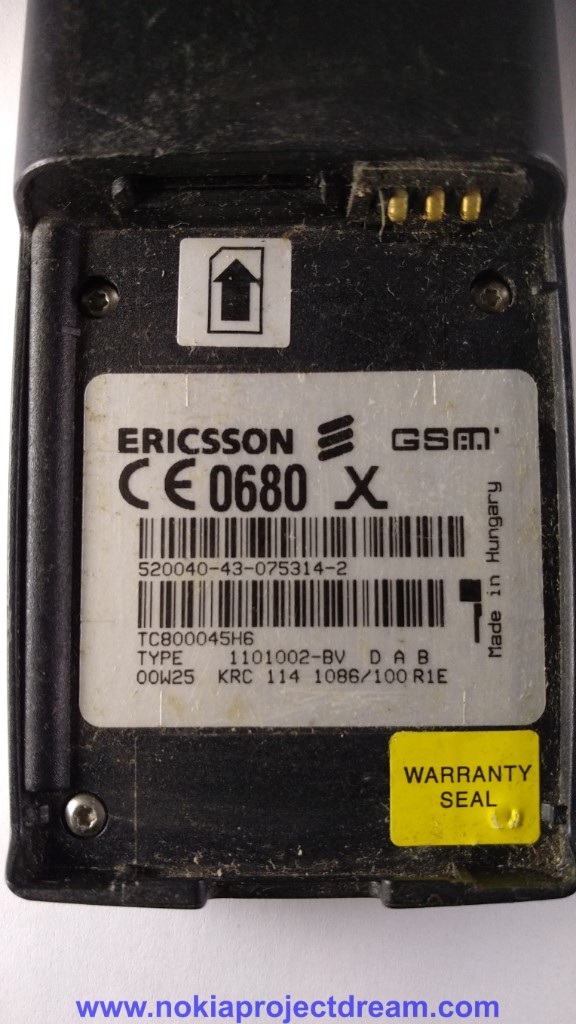 ERICSSON GSM
CE 0680 X
520040-43-075314-2
TC800045H6
TYPE 1101002-BV D A B
00W25 KRC 114 1086/100 R1E
Made in Hungary
WARRANTY
SEAL
www.nokiaprojectdream.com